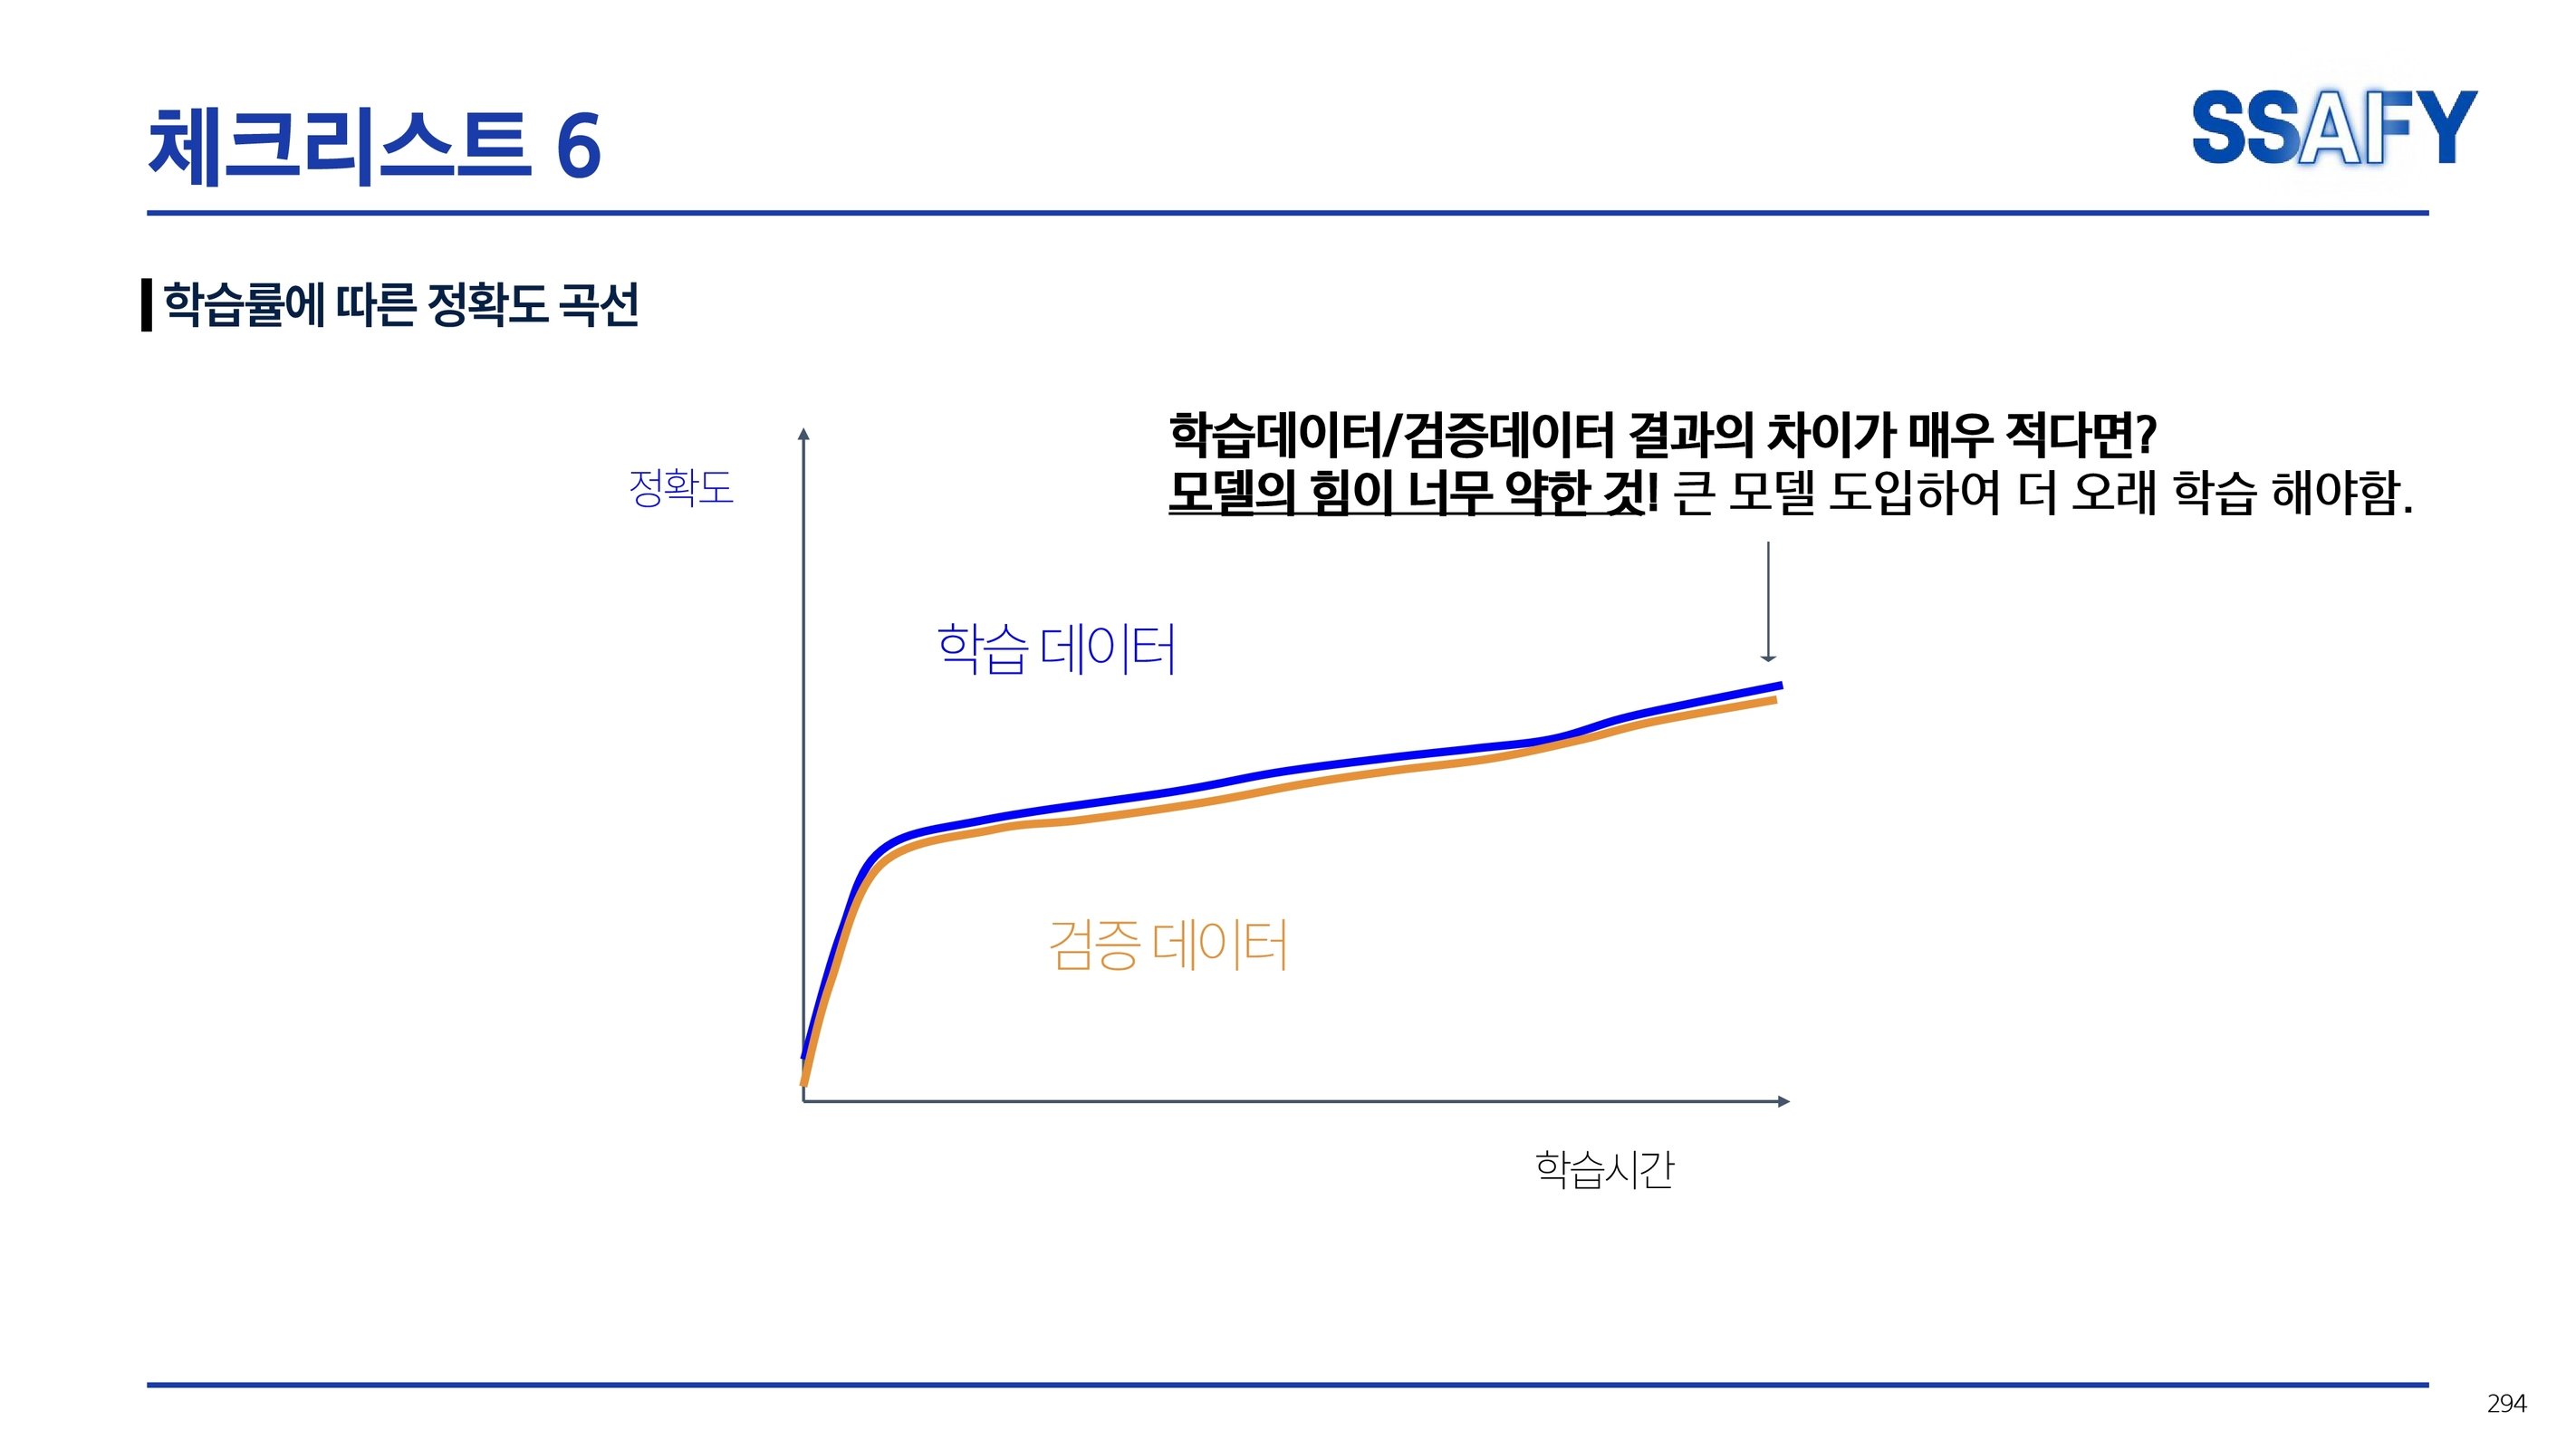 체크리스트 6
SSAFY
학습률에 따른 정확도 곡선
학습데이터/검증데이터 결과의 차이가 매우 적다면?
모델의 힘이 너무 약한 것! 큰 모델 도입하여 더 오래 학습 해야함.
정확도
학습 데이터
검증 데이터
학습시간
294